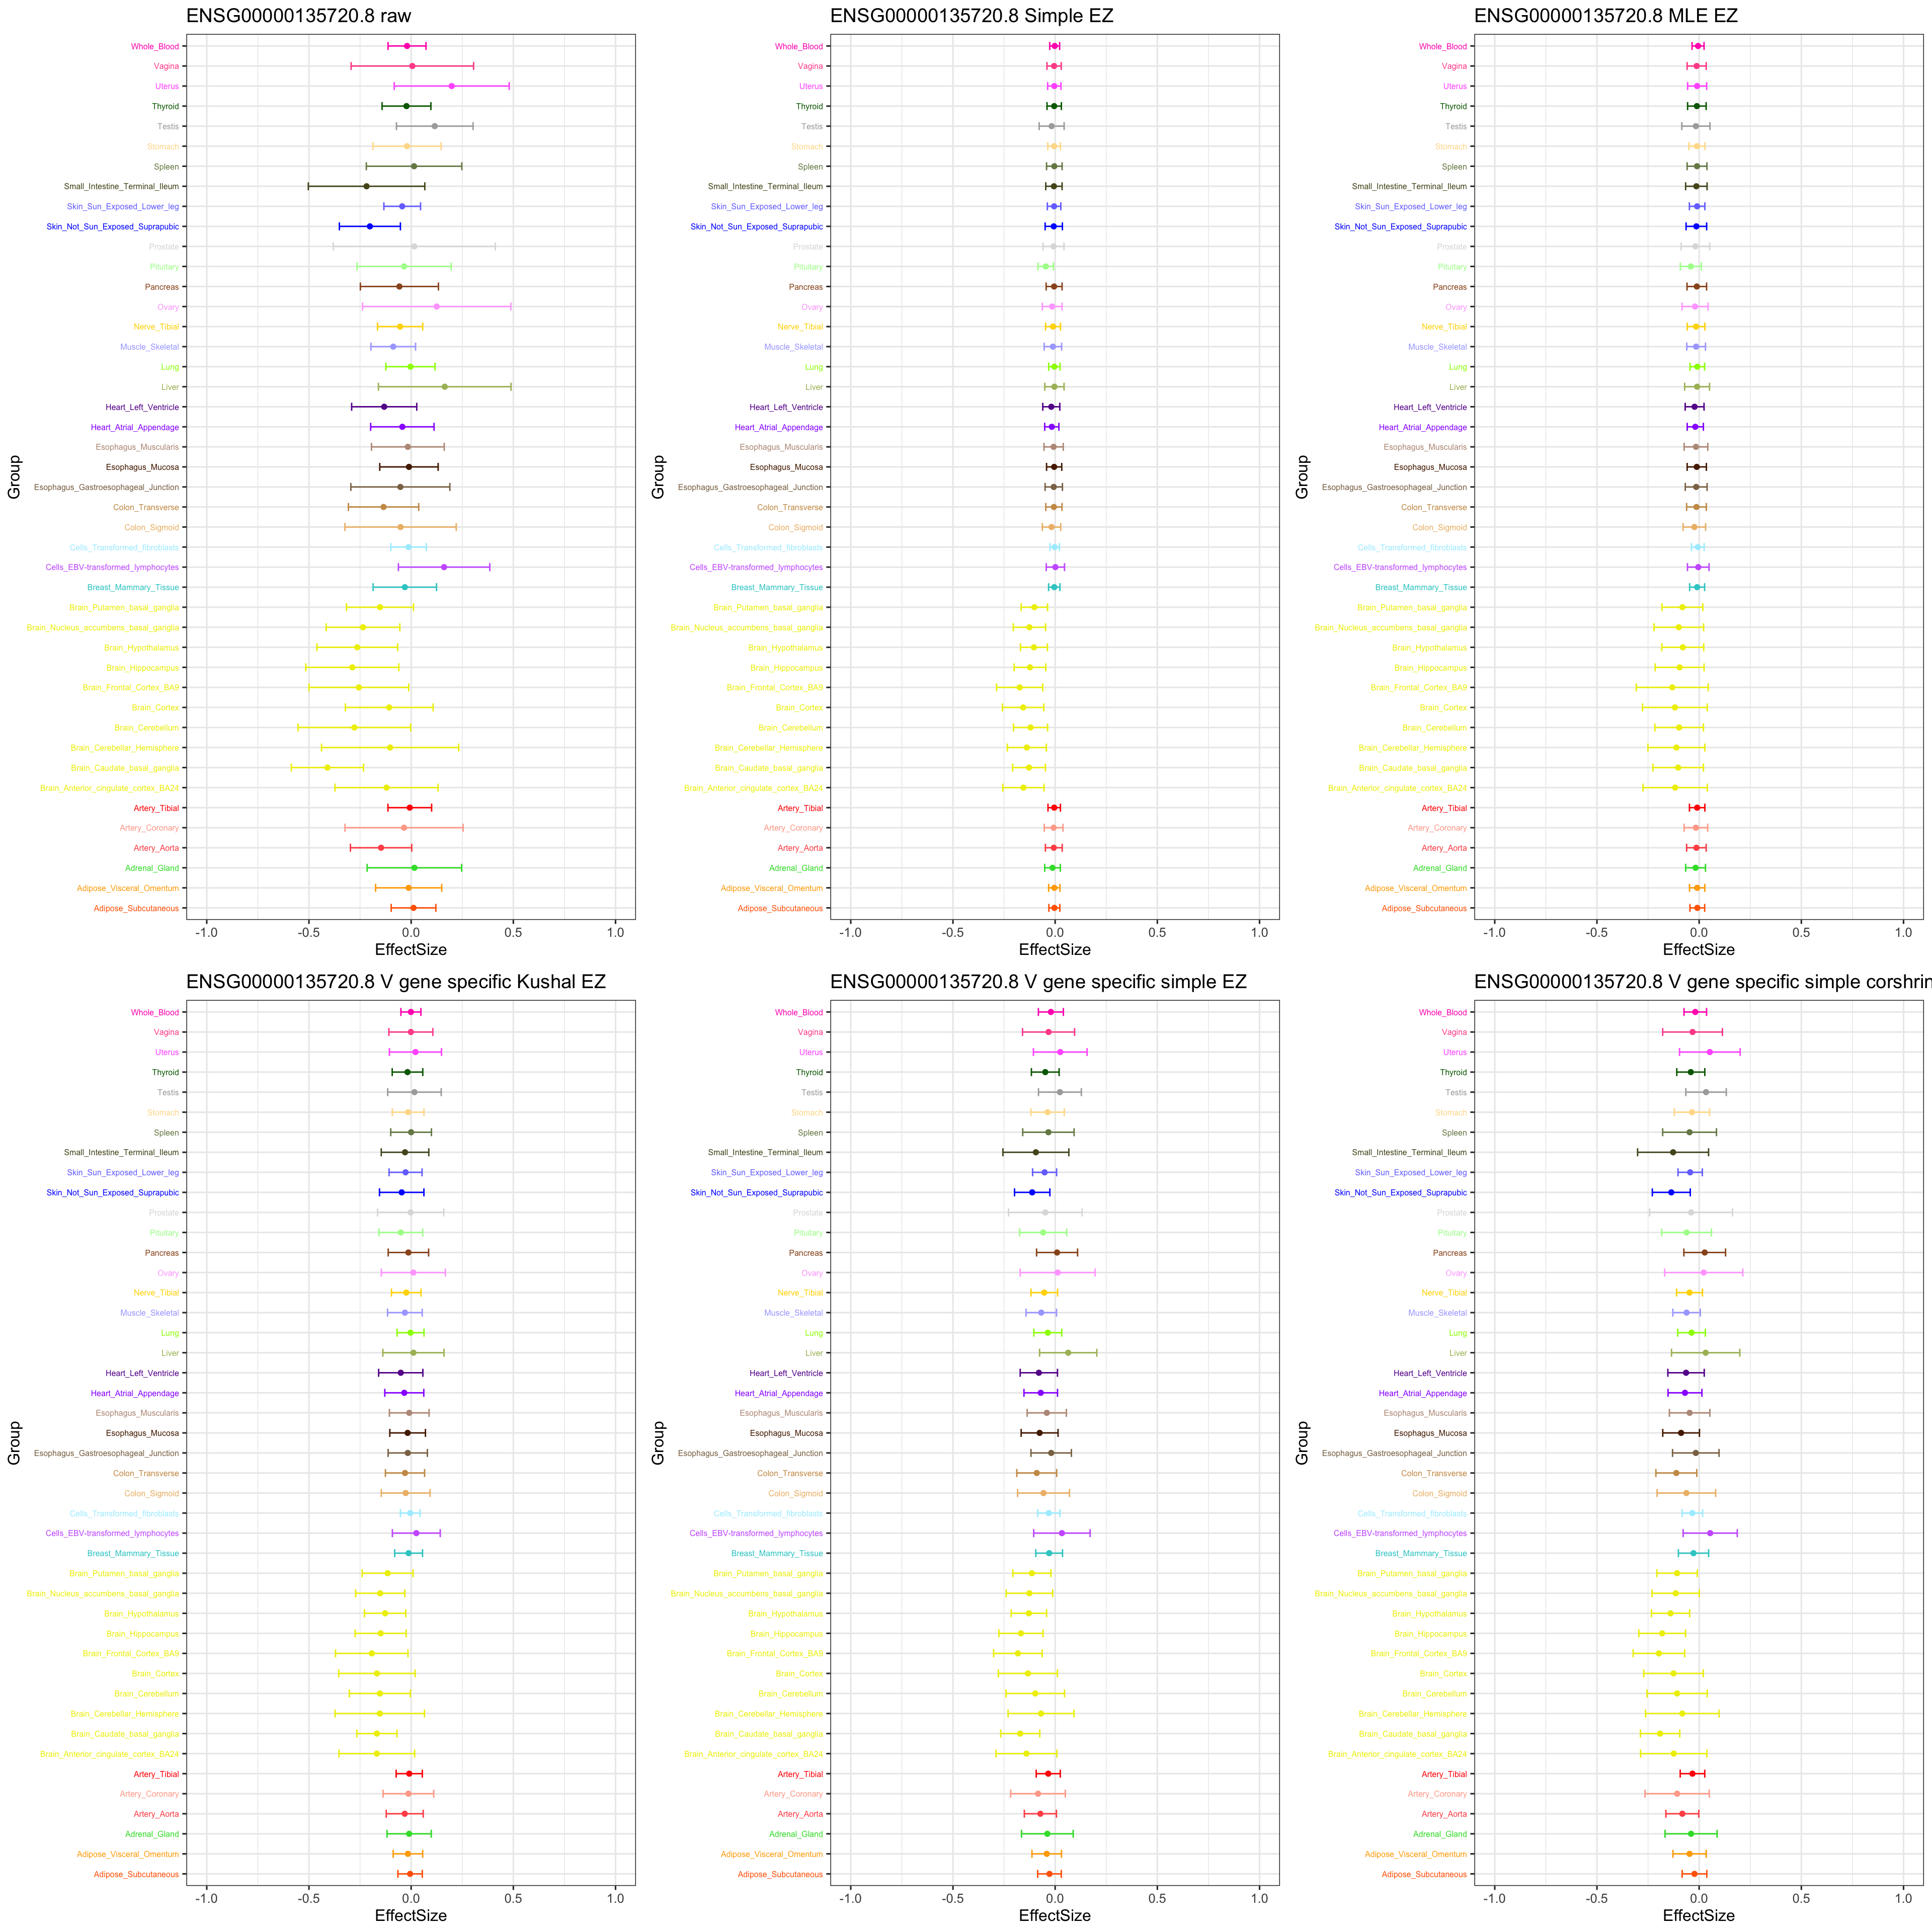 ENSG00000135720.8 raw
Whole_Blood
Vagina
Uterus
Thyroid
Testis
Stomach
Spleen
Small_Intestine_Terminal_Ileum
Skin_Sun_Exposed_Lower_leg
Skin_Not_Sun_Exposed_Suprapubic
Prostate
Pituitary
Pancreas
Ovary
Nerve_Tibial
Muscle_Skeletal
Lung
Liver
Heart_Left_Ventricle
Heart_Atrial_Appendage
Esophagus_Muscularis
Esophagus_Mucosa
Esophagus_Gastroesophageal_Junction
Colon_Transverse
Colon_Sigmoid
Cells_Transformed_fibroblasts
Cells_EBV-transformed_lymphocytes
Breast_Mammary_Tissue
Brain_Putamen_basal_ganglia
Brain_Nucleus_accumbens_basal_ganglia
Brain_Hypothalamus
Brain_Hippocampus
Brain_Frontal_Cortex_BA9
Brain_Cortex
Brain_Cerebellum
Brain_Cerebellar_Hemisphere
Brain_Caudate_basal_ganglia
Brain_Anterior_cingulate_cortex_BA24
Artery_Tibial
Artery_Coronary
Artery_Aorta
Adrenal_Gland
Adipose_Visceral_Omentum
Adipose_Subcutaneous
Group
-1.0 -0.5 0.0 0.5 1.0
EffectSize
ENSG00000135720.8 Simple EZ
Whole_Blood
Vagina
Uterus
Thyroid
Testis
Stomach
Spleen
Small_Intestine_Terminal_Ileum
Skin_Sun_Exposed_Lower_leg
Skin_Not_Sun_Exposed_Suprapubic
Prostate
Pituitary
Pancreas
Ovary
Nerve_Tibial
Muscle_Skeletal
Lung
Liver
Heart_Left_Ventricle
Heart_Atrial_Appendage
Esophagus_Muscularis
Esophagus_Mucosa
Esophagus_Gastroesophageal_Junction
Colon_Transverse
Colon_Sigmoid
Cells_Transformed_fibroblasts
Cells_EBV-transformed_lymphocytes
Breast_Mammary_Tissue
Brain_Putamen_basal_ganglia
Brain_Nucleus_accumbens_basal_ganglia
Brain_Hypothalamus
Brain_Hippocampus
Brain_Frontal_Cortex_BA9
Brain_Cortex
Brain_Cerebellum
Brain_Cerebellar_Hemisphere
Brain_Caudate_basal_ganglia
Brain_Anterior_cingulate_cortex_BA24
Artery_Tibial
Artery_Coronary
Artery_Aorta
Adrenal_Gland
Adipose_Visceral_Omentum
Adipose_Subcutaneous
Group
-1.0 -0.5 0.0 0.5 1.0
EffectSize
ENSG00000135720.8 MLE EZ
Whole_Blood
Vagina
Uterus
Thyroid
Testis
Stomach
Spleen
Small_Intestine_Terminal_Ileum
Skin_Sun_Exposed_Lower_leg
Skin_Not_Sun_Exposed_Suprapubic
Prostate
Pituitary
Pancreas
Ovary
Nerve_Tibial
Muscle_Skeletal
Lung
Liver
Heart_Left_Ventricle
Heart_Atrial_Appendage
Esophagus_Muscularis
Esophagus_Mucosa
Esophagus_Gastroesophageal_Junction
Colon_Transverse
Colon_Sigmoid
Cells_Transformed_fibroblasts
Cells_EBV-transformed_lymphocytes
Breast_Mammary_Tissue
Brain_Putamen_basal_ganglia
Brain_Nucleus_accumbens_basal_ganglia
Brain_Hypothalamus
Brain_Hippocampus
Brain_Frontal_Cortex_BA9
Brain_Cortex
Brain_Cerebellum
Brain_Cerebellar_Hemisphere
Brain_Caudate_basal_ganglia
Brain_Anterior_cingulate_cortex_BA24
Artery_Tibial
Artery_Coronary
Artery_Aorta
Adrenal_Gland
Adipose_Visceral_Omentum
Adipose_Subcutaneous
Group
-1.0 -0.5 0.0 0.5 1.0
EffectSize
ENSG00000135720.8 V gene specific Kushal EZ
Whole_Blood
Vagina
Uterus
Thyroid
Testis
Stomach
Spleen
Small_Intestine_Terminal_Ileum
Skin_Sun_Exposed_Lower_leg
Skin_Not_Sun_Exposed_Suprapubic
Prostate
Pituitary
Pancreas
Ovary
Nerve_Tibial
Muscle_Skeletal
Lung
Liver
Heart_Left_Ventricle
Heart_Atrial_Appendage
Esophagus_Muscularis
Esophagus_Mucosa
Esophagus_Gastroesophageal_Junction
Colon_Transverse
Colon_Sigmoid
Cells_Transformed_fibroblasts
Cells_EBV-transformed_lymphocytes
Breast_Mammary_Tissue
Brain_Putamen_basal_ganglia
Brain_Nucleus_accumbens_basal_ganglia
Brain_Hypothalamus
Brain_Hippocampus
Brain_Frontal_Cortex_BA9
Brain_Cortex
Brain_Cerebellum
Brain_Cerebellar_Hemisphere
Brain_Caudate_basal_ganglia
Brain_Anterior_cingulate_cortex_BA24
Artery_Tibial
Artery_Coronary
Artery_Aorta
Adrenal_Gland
Adipose_Visceral_Omentum
Adipose_Subcutaneous
Group
-1.0 -0.5 0.0 0.5 1.0
EffectSize
ENSG00000135720.8 V gene specific simple EZ
Whole_Blood
Vagina
Uterus
Thyroid
Testis
Stomach
Spleen
Small_Intestine_Terminal_Ileum
Skin_Sun_Exposed_Lower_leg
Skin_Not_Sun_Exposed_Suprapubic
Prostate
Pituitary
Pancreas
Ovary
Nerve_Tibial
Muscle_Skeletal
Lung
Liver
Heart_Left_Ventricle
Heart_Atrial_Appendage
Esophagus_Muscularis
Esophagus_Mucosa
Esophagus_Gastroesophageal_Junction
Colon_Transverse
Colon_Sigmoid
Cells_Transformed_fibroblasts
Cells_EBV-transformed_lymphocytes
Breast_Mammary_Tissue
Brain_Putamen_basal_ganglia
Brain_Nucleus_accumbens_basal_ganglia
Brain_Hypothalamus
Brain_Hippocampus
Brain_Frontal_Cortex_BA9
Brain_Cortex
Brain_Cerebellum
Brain_Cerebellar_Hemisphere
Brain_Caudate_basal_ganglia
Brain_Anterior_cingulate_cortex_BA24
Artery_Tibial
Artery_Coronary
Artery_Aorta
Adrenal_Gland
Adipose_Visceral_Omentum
Adipose_Subcutaneous
Group
-1.0 -0.5 0.0 0.5 1.0
EffectSize
ENSG00000135720.8 V gene specific simple corshrin
Whole_Blood
Vagina
Uterus
Thyroid
Testis
Stomach
Spleen
Small_Intestine_Terminal_Ileum
Skin_Sun_Exposed_Lower_leg
Skin_Not_Sun_Exposed_Suprapubic
Prostate
Pituitary
Pancreas
Ovary
Nerve_Tibial
Muscle_Skeletal
Lung
Liver
Heart_Left_Ventricle
Heart_Atrial_Appendage
Esophagus_Muscularis
Esophagus_Mucosa
Esophagus_Gastroesophageal_Junction
Colon_Transverse
Colon_Sigmoid
Cells_Transformed_fibroblasts
Cells_EBV-transformed_lymphocytes
Breast_Mammary_Tissue
Brain_Putamen_basal_ganglia
Brain_Nucleus_accumbens_basal_ganglia
Brain_Hypothalamus
Brain_Hippocampus
Brain_Frontal_Cortex_BA9
Brain_Cortex
Brain_Cerebellum
Brain_Cerebellar_Hemisphere
Brain_Caudate_basal_ganglia
Brain_Anterior_cingulate_cortex_BA24
Artery_Tibial
Artery_Coronary
Artery_Aorta
Adrenal_Gland
Adipose_Visceral_Omentum
Adipose_Subcutaneous
Group
-1.0 -0.5 0.0 0.5 1.0
EffectSize